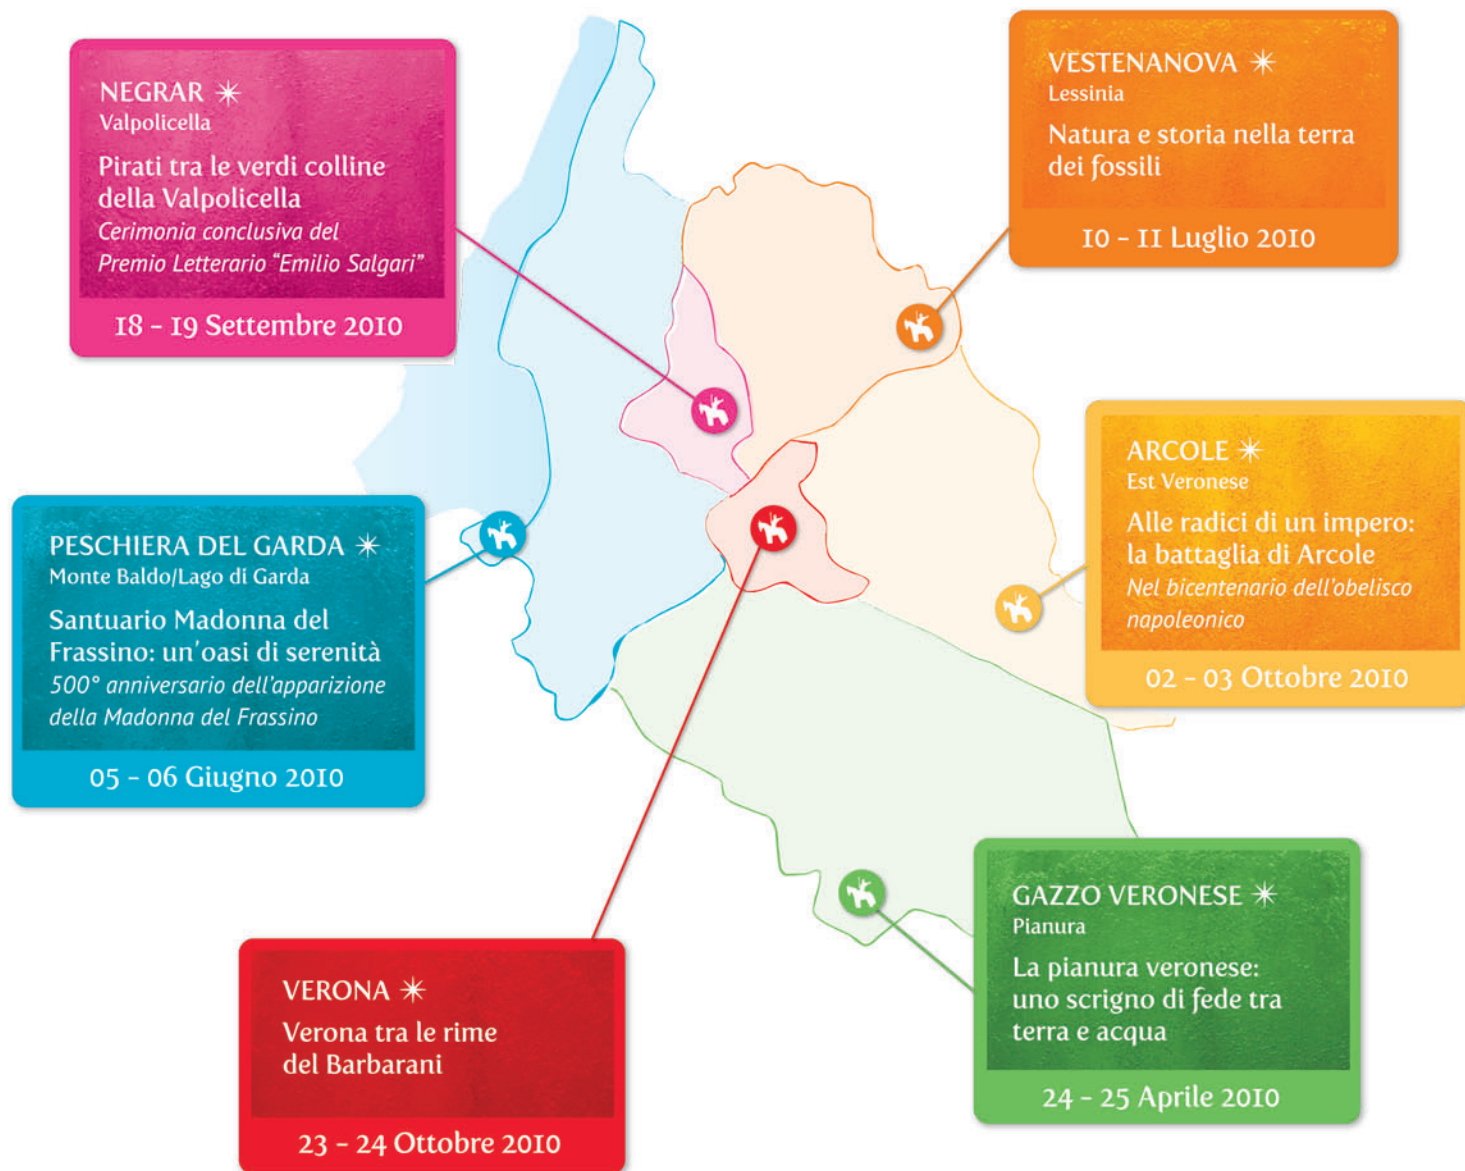 NEGRAR
Valpolicella
Pirati tra le verdi colline
della Valpolicella
Cerimonia conclusiva del
Premio Letterario “Emilio Salgari”
18 - 19 Settembre 2010
VESTENANOVA
Lessinia
Natura e storia nella terra
dei fossili
10 - 11 Luglio 2010
PESCHIERA DEL GARDA
Monte Baldo/Lago di Garda
Santuario Madonna del
Frassino: un'oasi di serenità
500° anniversario dell'apparizione
della Madonna del Frassino
05 - 06 Giugno 2010
ARCOLE
Est Veronese
Alle radici di un impero:
la battaglia di Arcole
Nel bicentenario dell'obelisco
napoleonico
02 - 03 Ottobre 2010
VERONA
Verona tra le rime
del Barbarani
23 - 24 Ottobre 2010
GAZZO VERONESE
Pianura
La pianura veronese:
uno scrigno di fede tra
terra e acqua
24 - 25 Aprile 2010